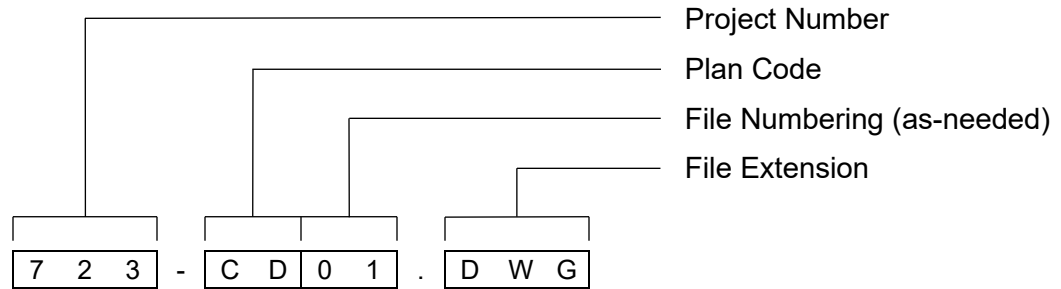 Project Number
Plan Code
File Numbering (as-needed)
File Extension
7 2 3 - C D 0 1 . D W G